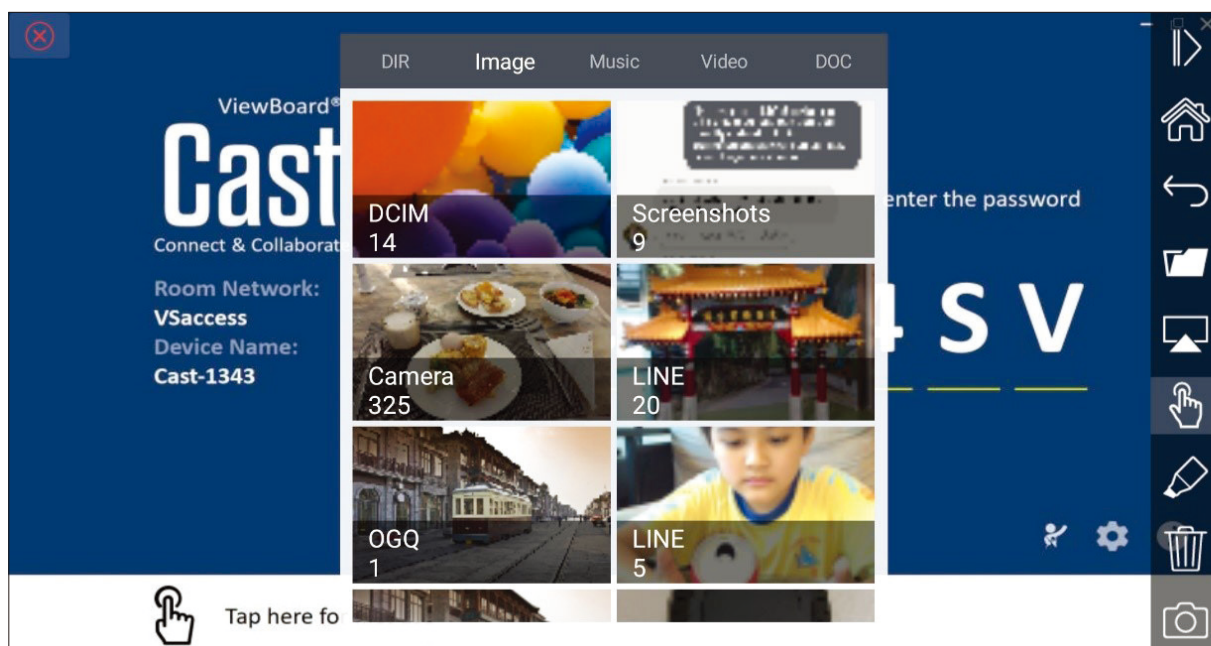 DIR Image Music Video DOC
ViewBoard®
Cast
Connect & Collaborat
Room Network:
VSaccess
Device Name:
Cast-1343
DCIM
14
Screenshots
9
Camera
325
LINE
20
OGQ
1
LINE
5
enter the password
4 S V
Tap here fo